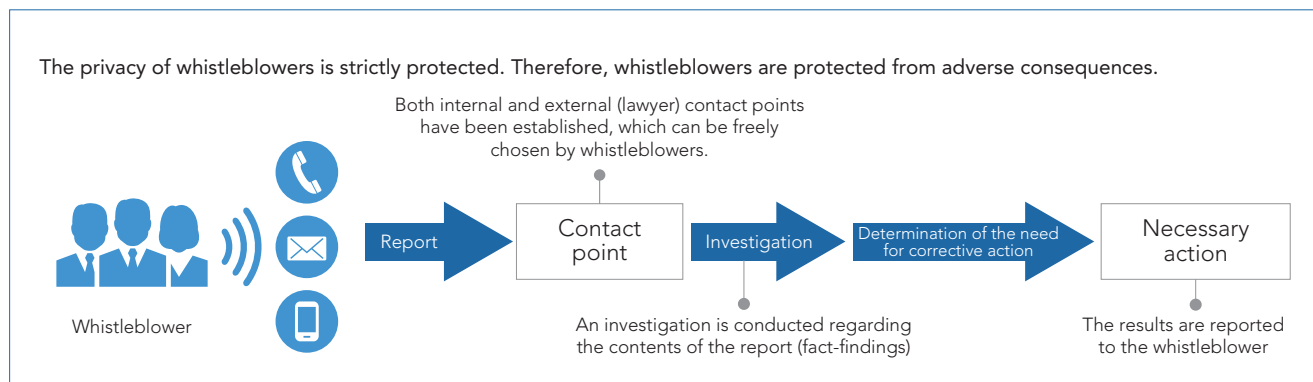 The privacy of whistleblowers is strictly protected. Therefore, whistleblowers are protected from adverse consequences.
Both internal and external (lawyer) contact points
have been established, which can be freely
chosen by whistleblowers.
Whistleblower
Report
Contact
point
Investigation
Determination of the need
for corrective action
Necessary
action
An investigation is conducted regarding
the contents of the report (fact-findings)
The results are reported
to the whistleblower